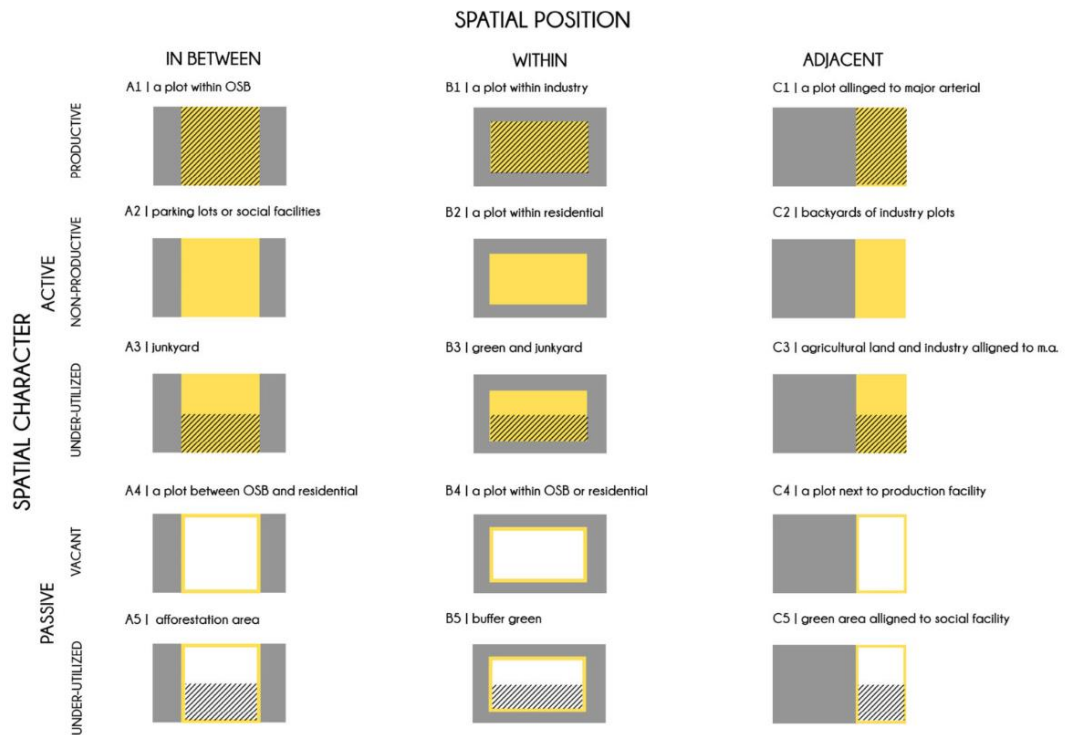 SPATIAL POSITION
IN BETWEEN
WITHIN
ADJACENT
A1 | a plot within OSB
B1 | a plot within industry
C1 | a plot allinged to major arterial
PRODUCTIVE
A2 | parking lots or social facilities
B2 | a plot within residential
C2 | backyards of industry plots
SPATIAL CHARACTER
ACTIVE
NON-PRODUCTIVE
A3 | junkyard
B3 | green and junkyard
C3 | agricultural land and industry alligned to m.a.
UNDER-UTILIZED
A4 | a plot between OSB and residential
B4 | a plot within OSB or residential
C4 | a plot next to production facility
PASSIVE
VACANT
A5 | afforestation area
B5 | buffer green
C5 | green area alligned to social facility
UNDER-UTILIZED